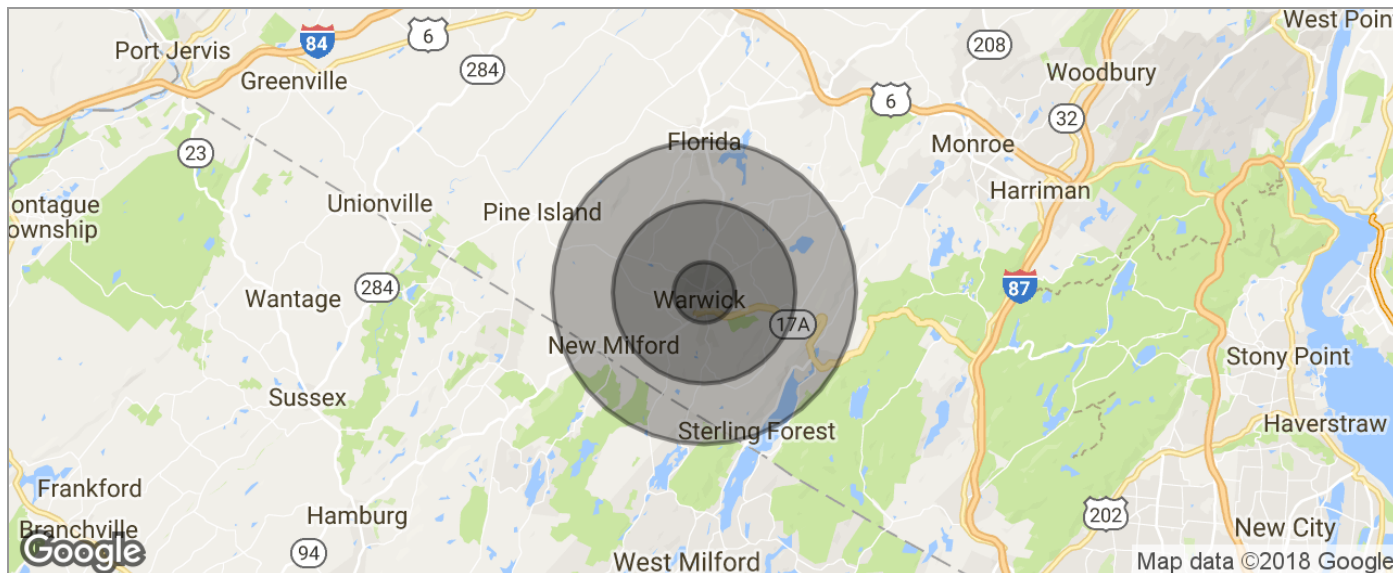 West Poin
208
6
84
Port Jervis
284
Woodbury
Greenville
6
32
Florida
Monroe
23
Harriman
ontague
ownship
Unionville
Pine Island
284
87
Wantage
Warwick
17A
New Milford
Stony Point
Sussex
Haverstraw
Sterling Forest
Frankford
Hamburg
202
Branchville
New City
Google
94
West Milford
Map data ©2018 Google